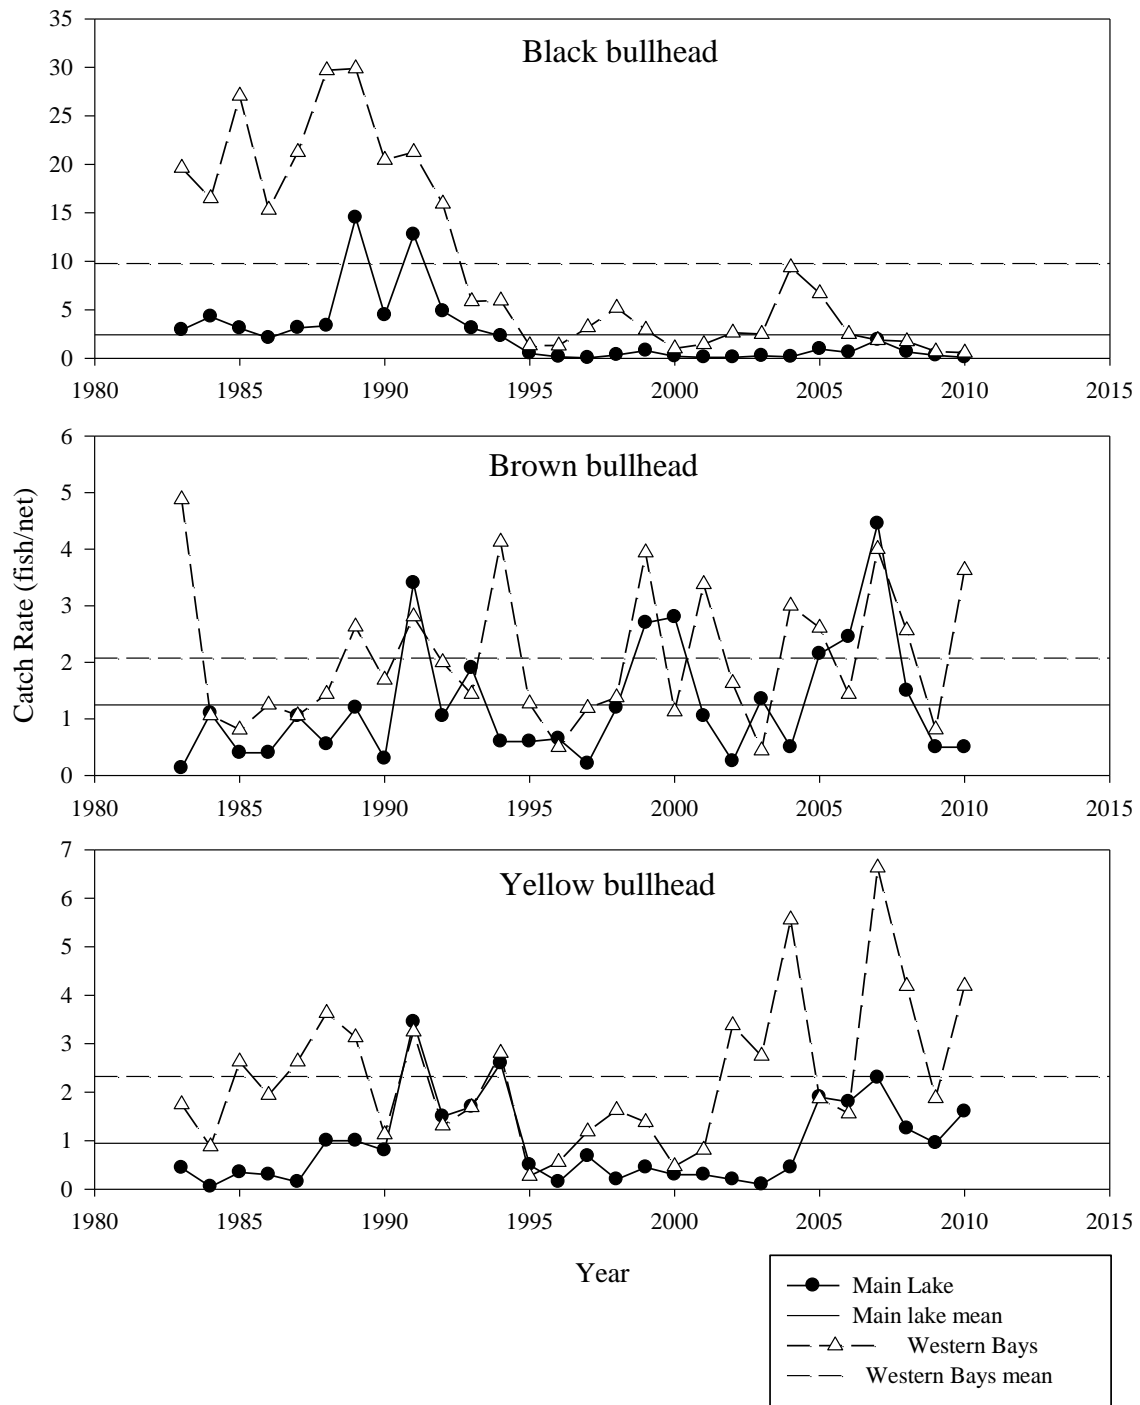 35
Black bullhead
30
25
20
15
10
5
0
1980 1985 1990 1995 2000 2005 2010 2015
6
Brown bullhead
5
4
3
2
1
0
1980 1985 1990 1995 2000 2005 2010 2015
Catch Rate (fish/net)
7
Yellow bullhead
6
5
4
3
2
1
0
1980 1985 1990 1995 2000 2005 2010 2015
Year
Main Lake
Main lake mean
Western Bays
Western Bays mean